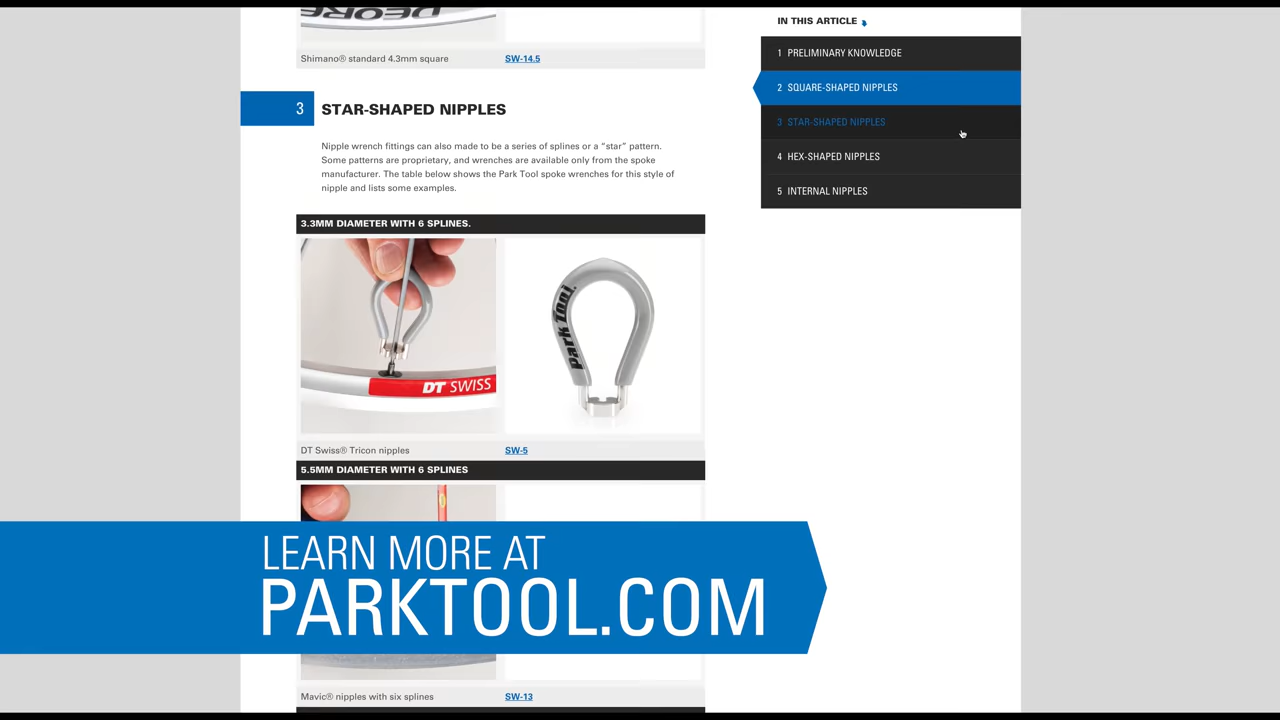 DEORE
Shimano® standard 4.3mm square
SW-14.5
3
STAR-SHAPED NIPPLES
Nipple wrench fittings can also made to be a series of splines or a “star” pattern.
Some patterns are proprietary, and wrenches are available only from the spoke
manufacturer. The table below shows the Park Tool spoke wrenches for this style of
nipple and lists some examples.
3.3MM DIAMETER WITH 6 SPLINES.
DT SWISS
Park Tool.
DT Swiss® Tricon nipples
SW-5
5.5MM DIAMETER WITH 6 SPLINES
LEARN MORE AT
PARKTOOL.COM
Mavic® nipples with six splines
SW-13
IN THIS ARTICLE
1 PRELIMINARY KNOWLEDGE
2 SQUARE-SHAPED NIPPLES
3 STAR-SHAPED NIPPLES
4 HEX-SHAPED NIPPLES
5 INTERNAL NIPPLES